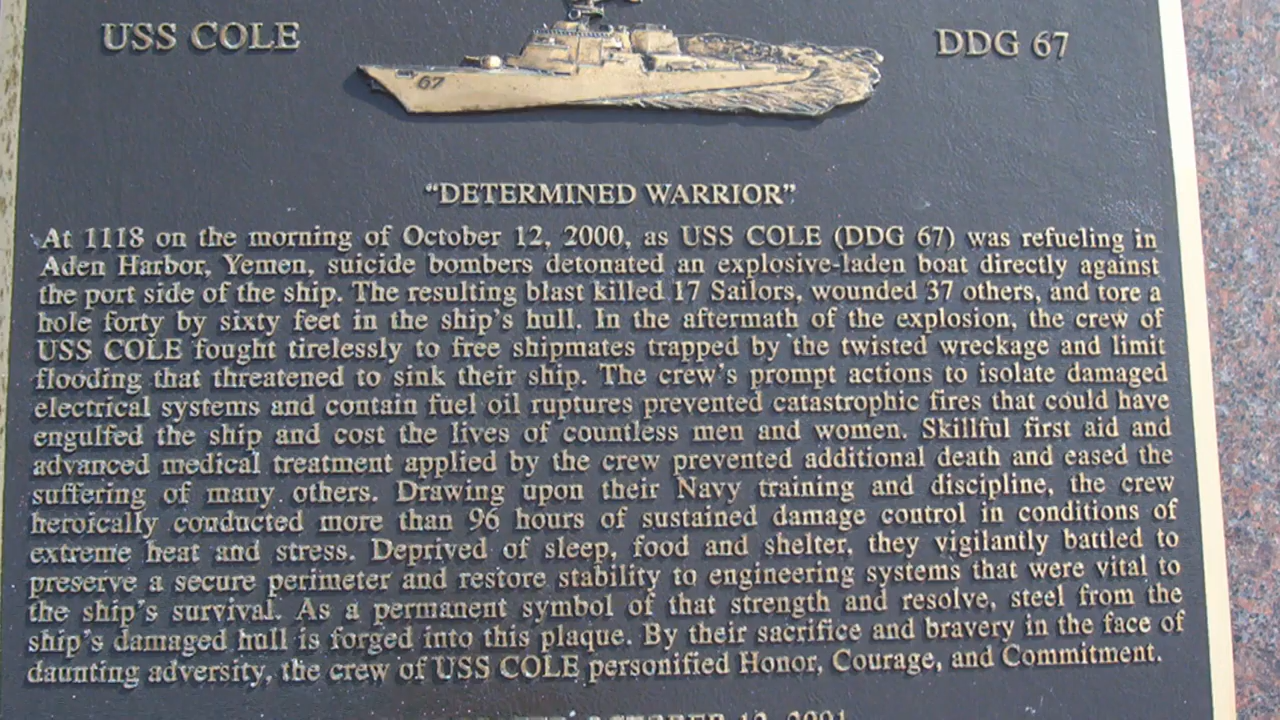 USS COLE
DDG 67
67
"DETERMINED WARRIOR"
At 1118 on the morning of October 12, 2000, as USS COLE (DDG 67) was refueling in
Aden Harbor, Yemen, suicide bombers detonated an explosive-laden boat directly against
the port side of the ship. The resulting blast killed 17 Sailors, wounded 37 others, and tore a
hole forty by sixty feet in the ship's hull. In the aftermath of the explosion, the crew of
USS COLE fought tirelessly to free shipmates trapped by the twisted wreckage and limit
flooding that threatened to sink their ship. The crew's prompt actions to isolate damaged
electrical systems and contain fuel oil ruptures prevented catastrophic fires that could have
engulfed the ship and cost the lives of countless men and women. Skillful first aid and
advanced medical treatment applied by the crew prevented additional death and eased the
suffering of many others. Drawing upon their Navy training and discipline, the crew
heroically conducted more than 96 hours of sustained damage control in conditions of
extreme heat and stress. Deprived of sleep, food and shelter, they vigilantly battled to
preserve a secure perimeter and restore stability to engineering systems that were vital to
the ship's survival. As a permanent symbol of that strength and resolve, steel from the
ship's damaged hull is forged into this plaque. By their sacrifice and bravery in the face of
daunting adversity, the crew of USS COLE personified Honor, Courage, and Commitment.
OCTOBER 12, 2001